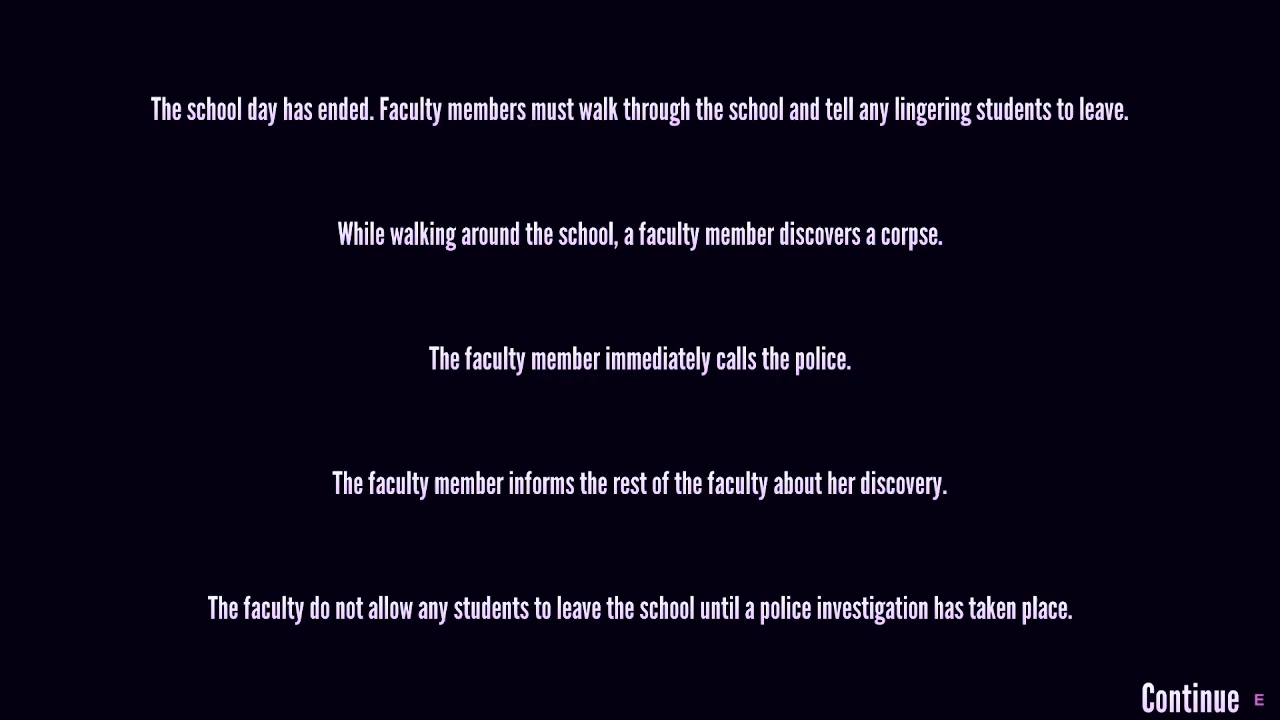 The school day has ended. Faculty members must walk through the school and tell any lingering students to leave.
While walking around the school, a faculty member discovers a corpse.
The faculty member immediately calls the police.
The faculty member informs the rest of the faculty about her discovery.
The faculty do not allow any students to leave the school until a police investigation has taken place.
Continue E